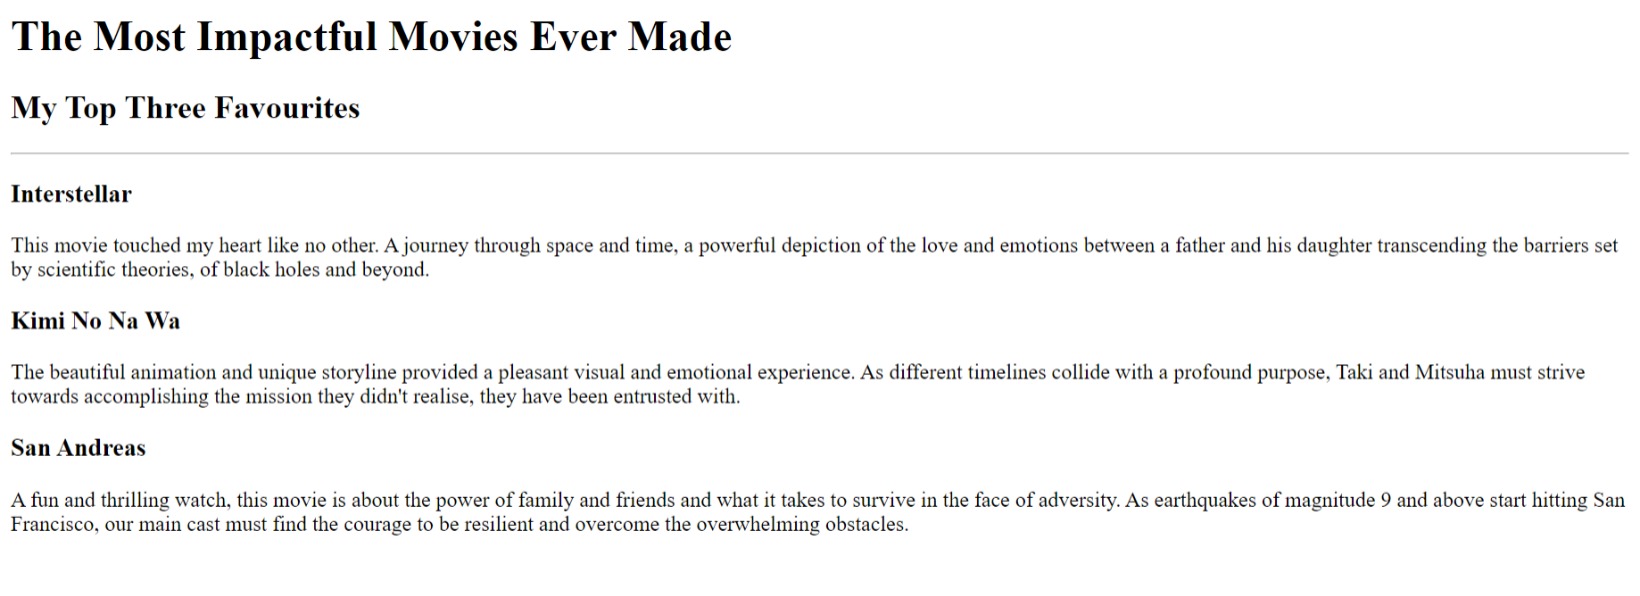 The Most Impactful Movies Ever Made
My Top Three Favourites
Interstellar
This movie touched my heart like no other. A journey through space and time, a powerful depiction of the love and emotions between a father and his daughter transcending the barriers set
by scientific theories, of black holes and beyond.
Kimi No Na Wa
The beautiful animation and unique storyline provided a pleasant visual and emotional experience. As different timelines collide with a profound purpose, Taki and Mitsuha must strive
towards accomplishing the mission they didn't realise, they have been entrusted with.
San Andreas
A fun and thrilling watch, this movie is about the power of family and friends and what it takes to survive in the face of adversity. As earthquakes of magnitude 9 and above start hitting San
Francisco, our main cast must find the courage to be resilient and overcome the overwhelming obstacles.